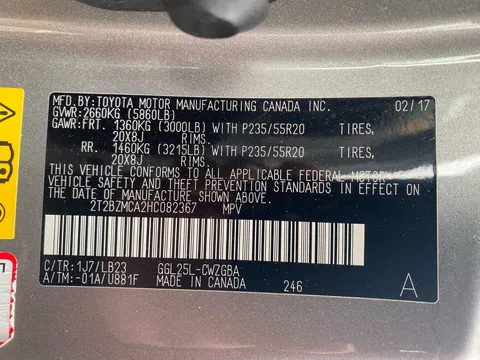 MFD.BY:TOYOTA MOTOR MANUFACTURING CANADA INC. 02/17
GVWR:2660KG (5860LB)
GAWR:FRT. 1360KG (3000LB) WITH P235/55R20 TIRES,
20X8J RIMS.
RR. 1460KG (3215LB) WITH P235/55R20 TIRES,
20X8J RIMS.
THIS VEHICLE CONFORMS TO ALL APPLICABLE FEDERAL MOTOR
VEHICLE SAFETY AND THEFT PREVENTION STANDARDS IN EFFECT ON
THE DATE OF MANUFACTURE SHOWN ABOVE.
2T2BZMCA2HC082367 MPV
C/TR:1J7/LB23 GGL25L-CWZGBA
A/TM:-01A/U881F MADE IN CANADA 246 A